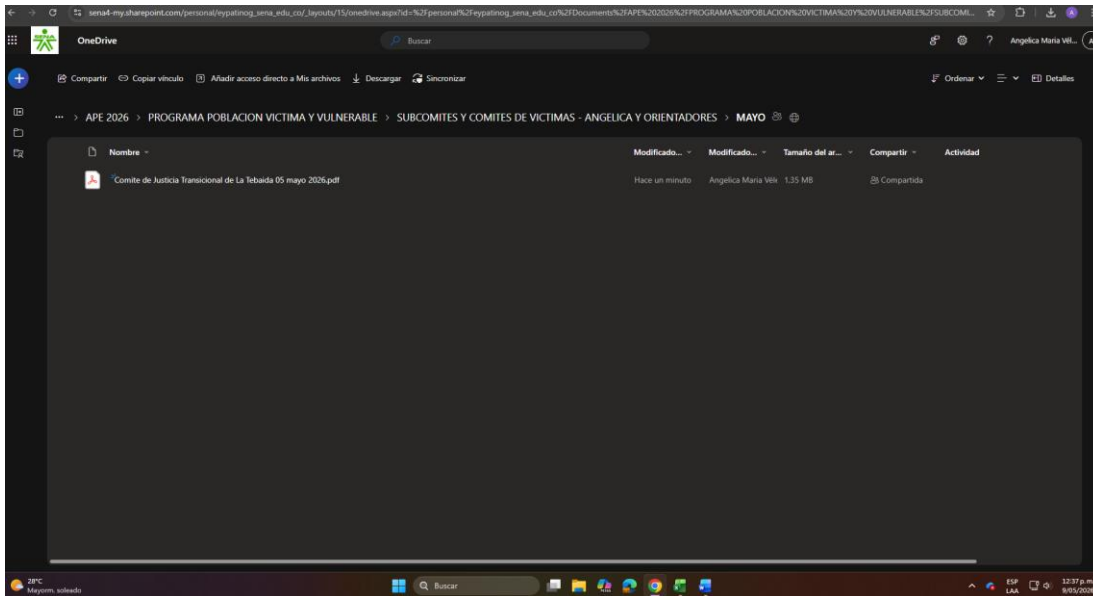 sena4-my.sharepoint.com/personal/eypatinog_sena_edu_co/_layouts/15/onedrive.aspx?id=%2Fpersonal%2Feypatinog_sena_edu_co%2FDocuments%2FAPE%202026%2FPROGRAMA%20POBLACION%20VICTIMA%20Y%20VULNERABLE%2FSUBCOMI...
SENA OneDrive Buscar ? Angelica Maria Vél...
Compartir Copiar vínculo Añadir acceso directo a Mis archivos Descargar Sincronizar Ordenar Detalles
... > APE 2026 > PROGRAMA POBLACION VICTIMA Y VULNERABLE > SUBCOMITES Y COMITES DE VICTIMAS - ANGELICA Y ORIENTADORES > MAYO
Nombre Modificado... Modificado... Tamaño del ar... Compartir Actividad
Comite de Justicia Transicional de La Tebaida 05 mayo 2026.pdf Hace un minuto Angelica Maria Véle 1.35 MB Compartida
28°C Buscar ESP 12:37 p.m
Mayorm. soleado LAA 9/05/2026